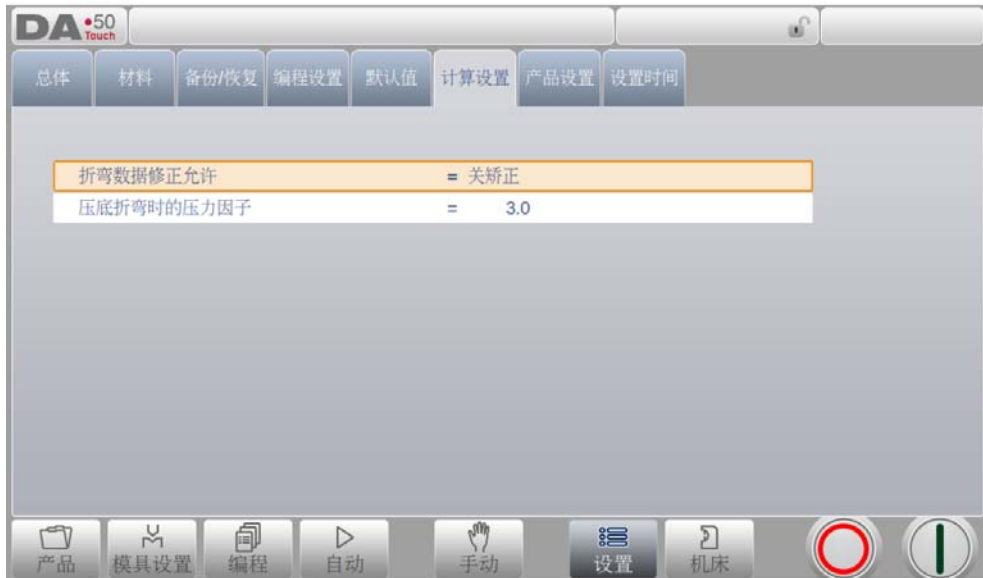 DA•50
Touch
总体 材料 备份/恢复 编程设置 默认值 计算设置 产品设置 设置时间
折弯数据修正允许 = 关矫正
压底折弯时的压力因子 = 3.0
产品 模具设置 编程 自动 手动 设置 机床